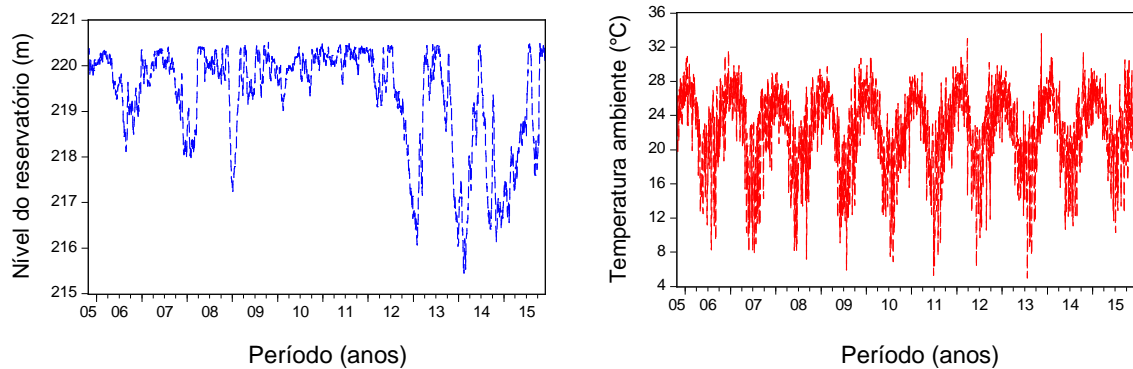 Nível do reservatório (m)
221
220
219
218
217
216
215
05 06 07 08 09 10 11 12 13 14 15
Período (anos)
Temperatura ambiente (°C)
36
32
28
24
20
16
12
8
4
05 06 07 08 09 10 11 12 13 14 15
Período (anos)